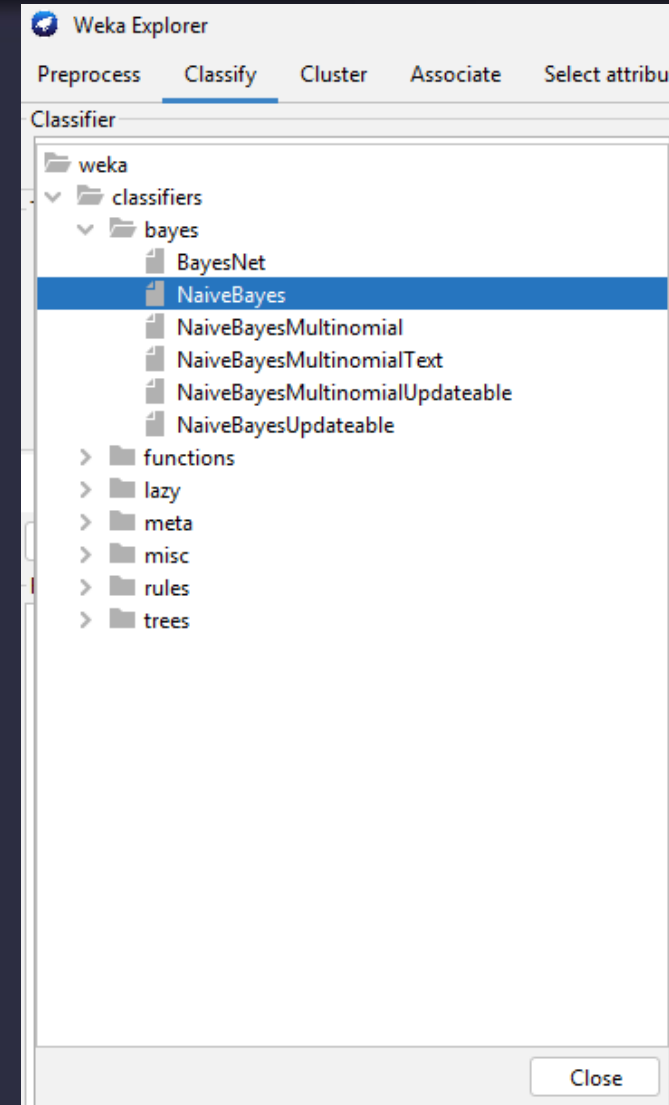 Weka Explorer
Preprocess Classify Cluster Associate Select attribu
Classifier
weka
classifiers
bayes
BayesNet
NaiveBayes
NaiveBayesMultinomial
NaiveBayesMultinomialText
NaiveBayesMultinomialUpdateable
NaiveBayesUpdateable
functions
lazy
meta
misc
rules
trees
Close